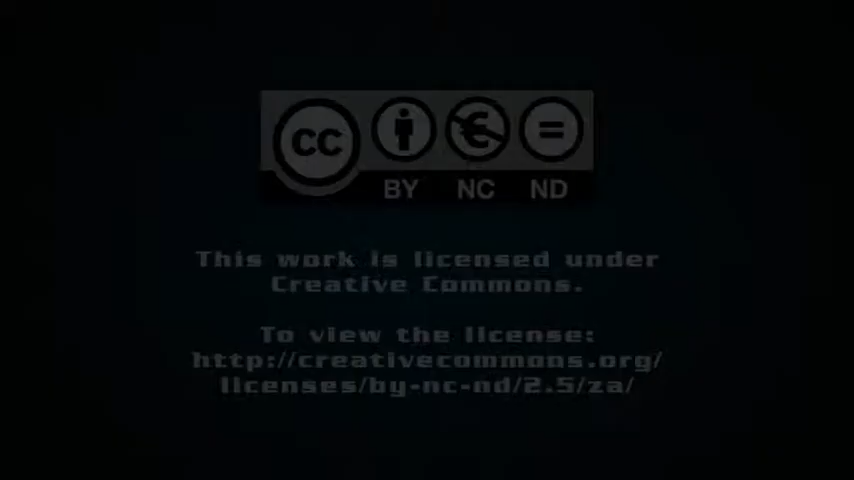 CC
BY NC ND
This work is licensed under
Creative Commons.
To view the license:
http://creativecommons.org/
licenses/by-nc-nd/2.5/za/